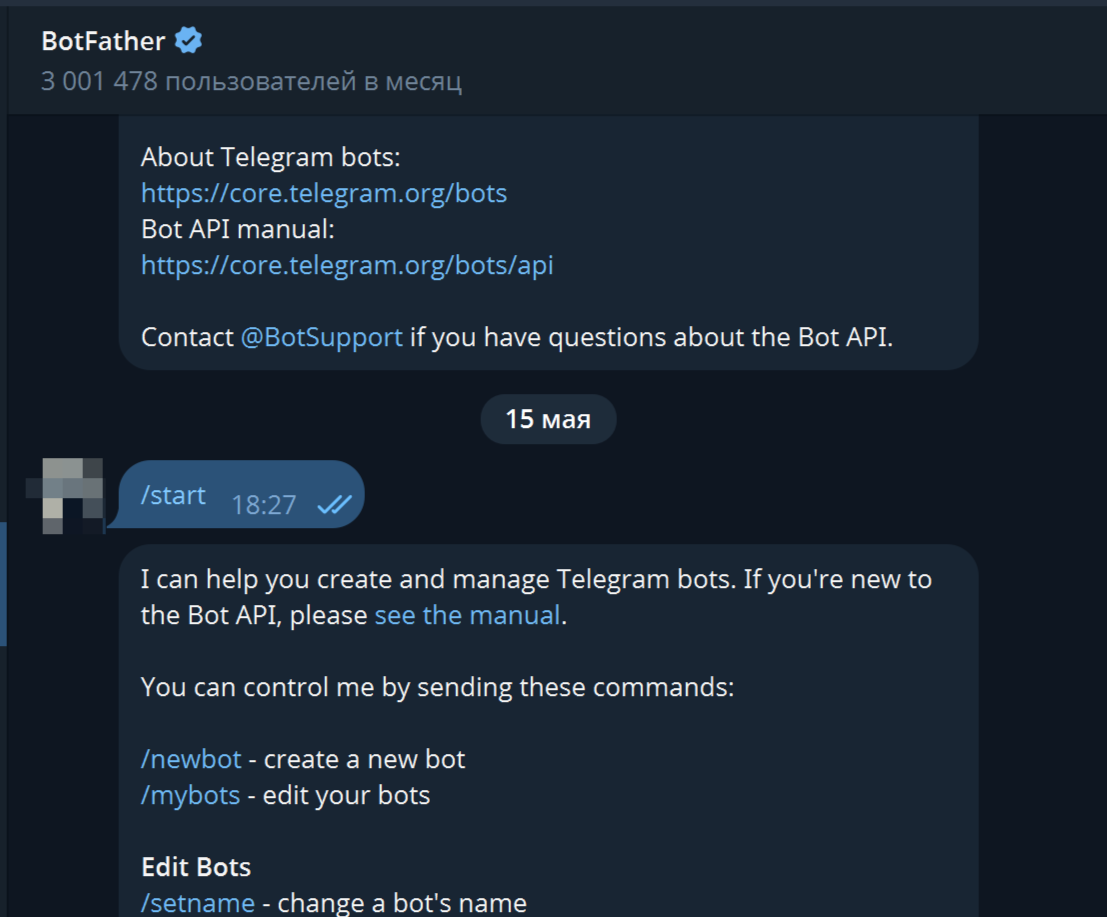 BotFather
3 001 478 пользователей в месяц
About Telegram bots:
https://core.telegram.org/bots
Bot API manual:
https://core.telegram.org/bots/api
Contact @BotSupport if you have questions about the Bot API.
15 мая
/start 18:27
I can help you create and manage Telegram bots. If you're new to
the Bot API, please see the manual.
You can control me by sending these commands:
/newbot - create a new bot
/mybots - edit your bots
Edit Bots
/setname - change a bot's name